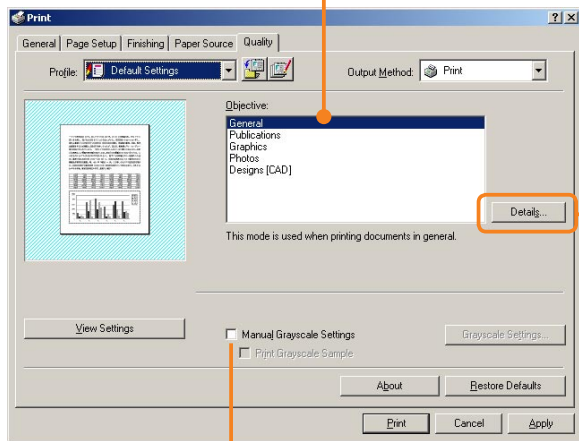 Print
General Page Setup Finishing Paper Source Quality
Profile: Default Settings Output Method: Print
Objective:
General
Publications
Graphics
Photos
Designs [CAD]
Details...
This mode is used when printing documents in general.
View Settings
Manual Grayscale Settings Grayscale Settings...
Print Grayscale Sample
About Restore Defaults
Print Cancel Apply